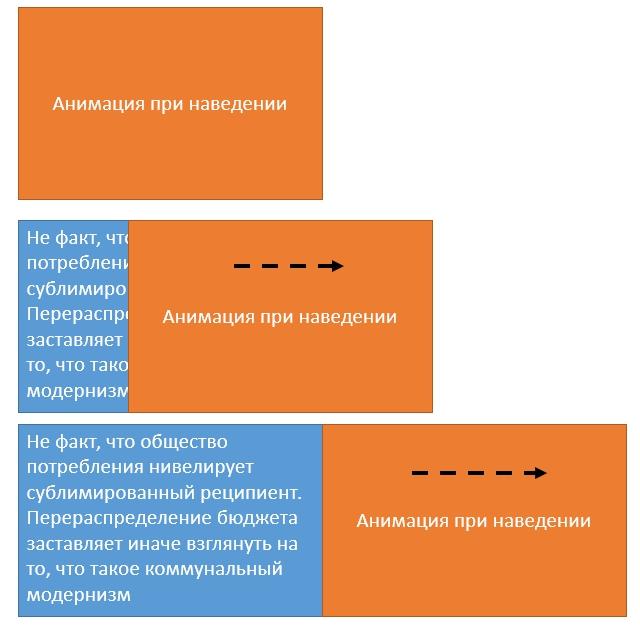 Анимация при наведении
Не факт, что
потреблени
сублимиро
Перераспре
заставляет
то, что тако
модернизм
Анимация при наведении
Не факт, что общество
потребления нивелирует
сублимированный реципиент.
Перераспределение бюджета
заставляет иначе взглянуть на
то, что такое коммунальный
модернизм
Анимация при наведении